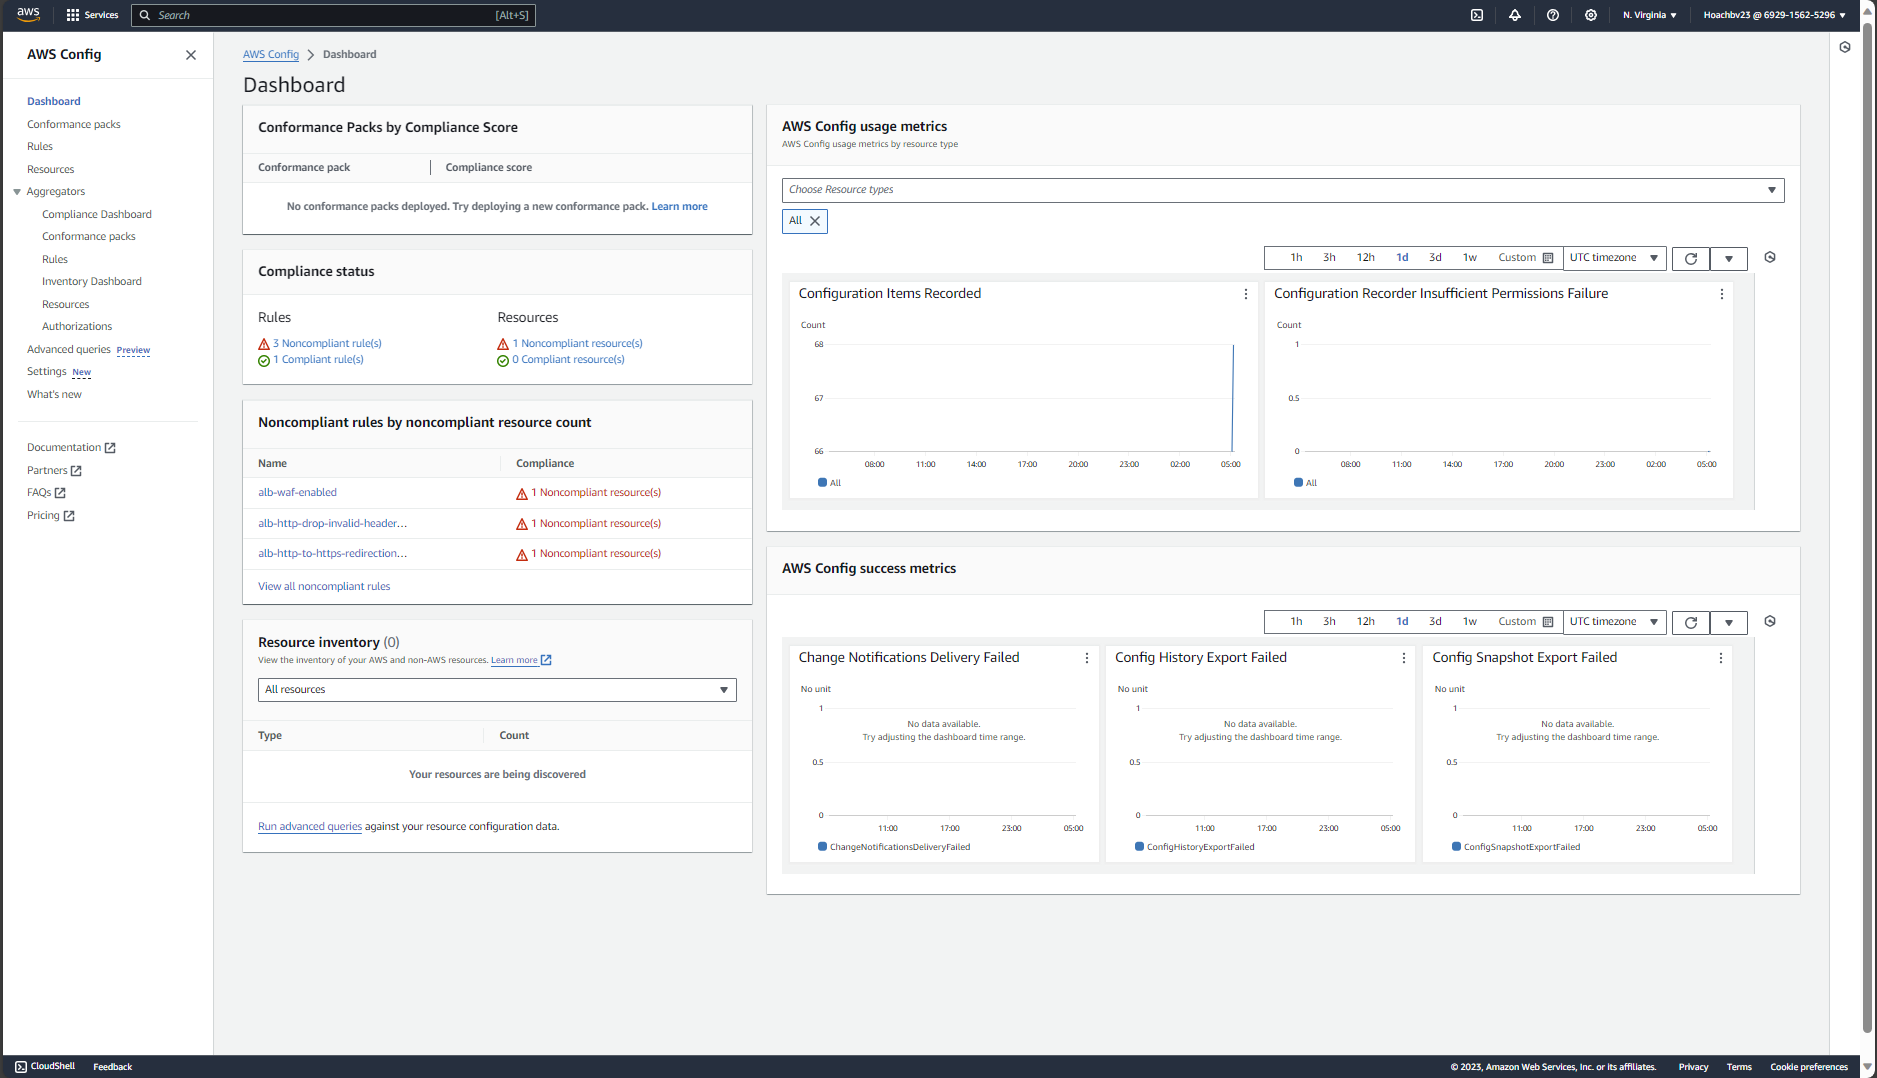 aws
Services
Search
[Alt+S]
N. Virginia
Hoachbv23 @ 6929-1562-5296
AWS Config
Dashboard
Conformance packs
Rules
Resources
Aggregators
Compliance Dashboard
Conformance packs
Rules
Inventory Dashboard
Resources
Authorizations
Advanced queries Preview
Settings New
What's new
Documentation
Partners
FAQs
Pricing
AWS Config > Dashboard
Dashboard
Conformance Packs by Compliance Score
Conformance pack Compliance score
No conformance packs deployed. Try deploying a new conformance pack. Learn more
Compliance status
Rules
3 Noncompliant rule(s)
1 Compliant rule(s)
Resources
1 Noncompliant resource(s)
0 Compliant resource(s)
Noncompliant rules by noncompliant resource count
Name Compliance
alb-waf-enabled 1 Noncompliant resource(s)
alb-http-drop-invalid-header... 1 Noncompliant resource(s)
alb-http-to-https-redirection... 1 Noncompliant resource(s)
View all noncompliant rules
Resource inventory (0)
View the inventory of your AWS and non-AWS resources. Learn more
All resources
Type Count
Your resources are being discovered
Run advanced queries against your resource configuration data.
AWS Config usage metrics
AWS Config usage metrics by resource type
Choose Resource types
All
1h 3h 12h 1d 3d 1w Custom UTC timezone
Configuration Items Recorded
Count
68
67
66
08:00 11:00 14:00 17:00 20:00 23:00 02:00 05:00
All
Configuration Recorder Insufficient Permissions Failure
Count
1
0.5
0
08:00 11:00 14:00 17:00 20:00 23:00 02:00 05:00
All
AWS Config success metrics
1h 3h 12h 1d 3d 1w Custom UTC timezone
Change Notifications Delivery Failed
No unit
1
No data available.
Try adjusting the dashboard time range.
0.5
0
11:00 17:00 23:00 05:00
ChangeNotificationsDeliveryFailed
Config History Export Failed
No unit
1
No data available.
Try adjusting the dashboard time range.
0.5
0
11:00 17:00 23:00 05:00
ConfigHistoryExportFailed
Config Snapshot Export Failed
No unit
1
No data available.
Try adjusting the dashboard time range.
0.5
0
11:00 17:00 23:00 05:00
ConfigSnapshotExportFailed
CloudShell Feedback
© 2023, Amazon Web Services, Inc. or its affiliates. Privacy Terms Cookie preferences